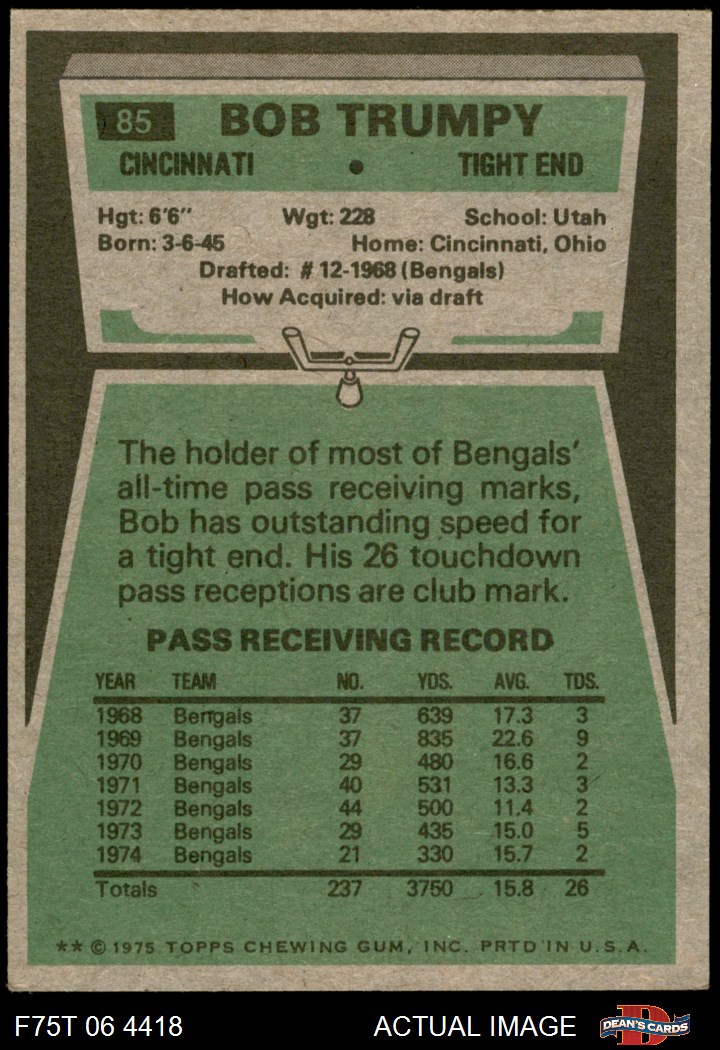 85 BOB TRUMPY
CINCINNATI • TIGHT END
Hgt: 6'6" Wgt: 228 School: Utah
Born: 3-6-45 Home: Cincinnati, Ohio
Drafted: #12-1968 (Bengals)
How Acquired: via draft
The holder of most of Bengals'
all-time pass receiving marks,
Bob has outstanding speed for
a tight end. His 26 touchdown
pass receptions are club mark.
PASS RECEIVING RECORD
YEAR TEAM NO. YDS. AVG. TDS.
1968 Bengals 37 639 17.3 3
1969 Bengals 37 835 22.6 9
1970 Bengals 29 480 16.6 2
1971 Bengals 40 531 13.3 3
1972 Bengals 44 500 11.4 2
1973 Bengals 29 435 15.0 5
1974 Bengals 21 330 15.7 2
Totals 237 3750 15.8 26
** © 1975 TOPPS CHEWING GUM, INC. PRTD IN U.S.A.
F75T 06 4418 ACTUAL IMAGE DEAN'S CARDS